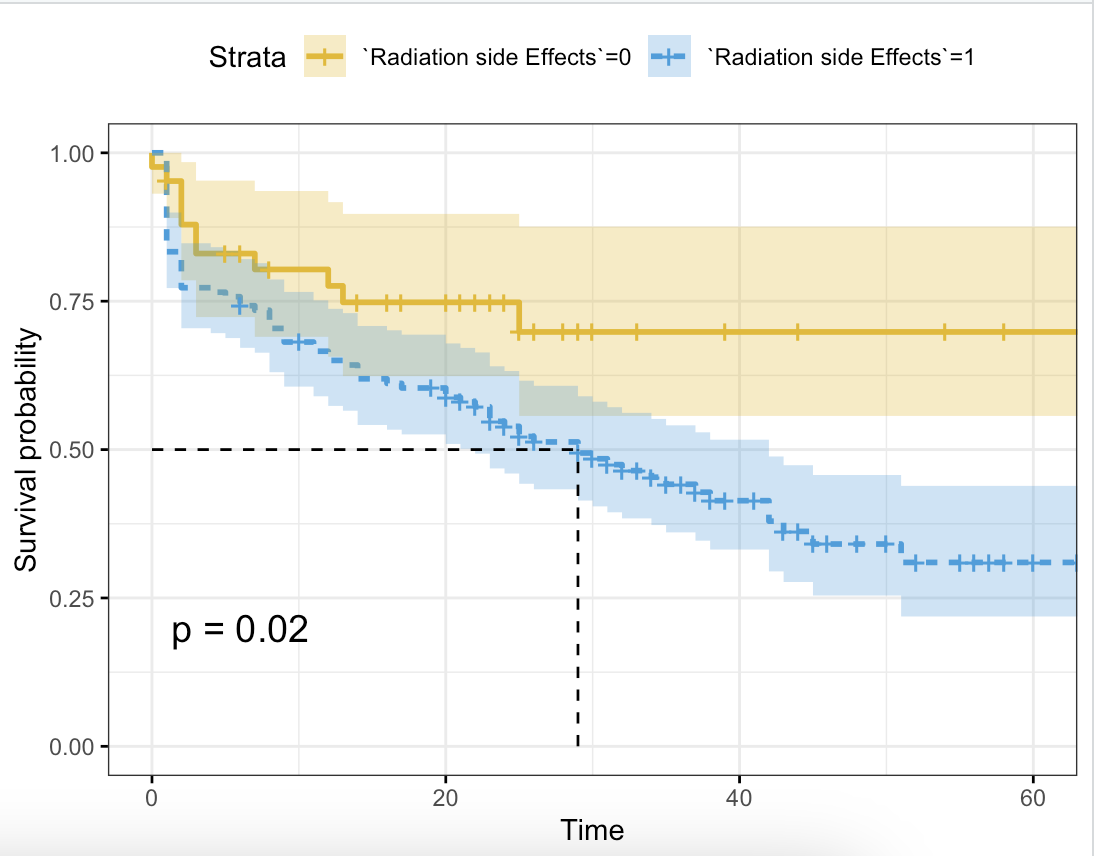 Strata `Radiation side Effects`=0 `Radiation side Effects`=1
Survival probability
1.00
0.75
0.50
0.25
0.00
p = 0.02
0 20 40 60
Time